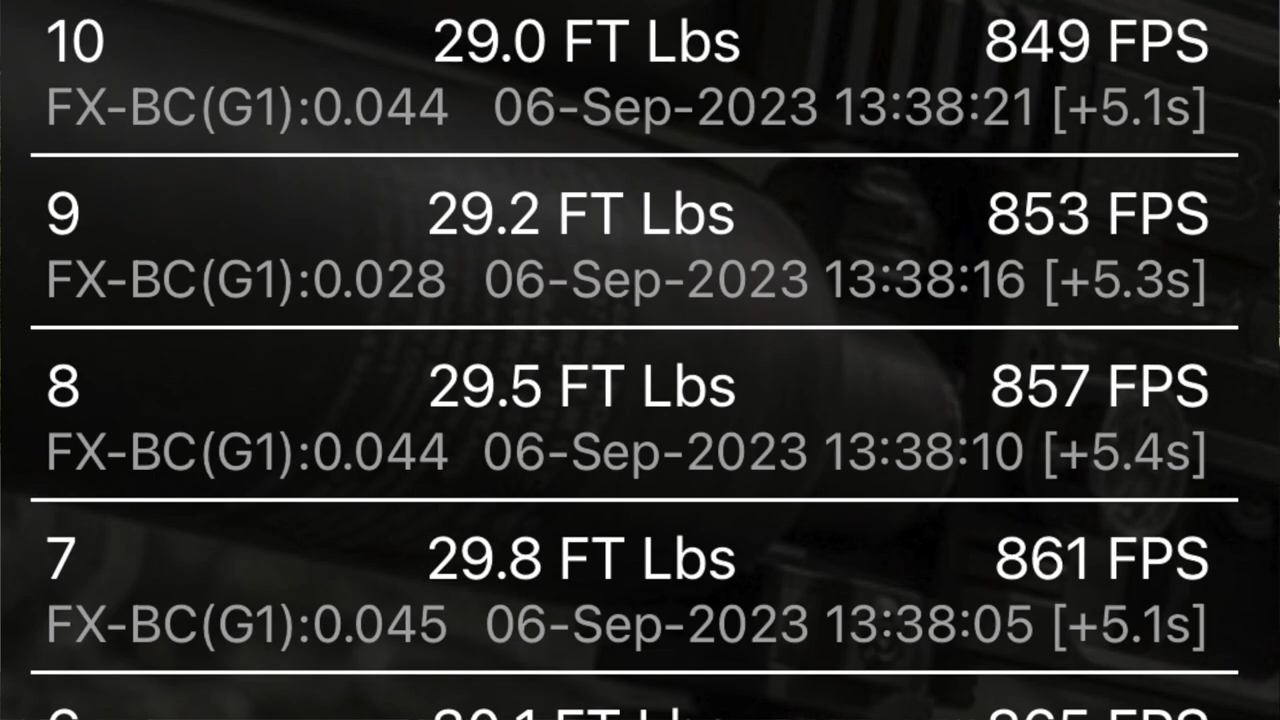 10 29.0 FT Lbs 849 FPS
FX-BC(G1):0.044 06-Sep-2023 13:38:21 [+5.1s]
9 29.2 FT Lbs 853 FPS
FX-BC(G1):0.028 06-Sep-2023 13:38:16 [+5.3s]
8 29.5 FT Lbs 857 FPS
FX-BC(G1):0.044 06-Sep-2023 13:38:10 [+5.4s]
7 29.8 FT Lbs 861 FPS
FX-BC(G1):0.045 06-Sep-2023 13:38:05 [+5.1s]
FT Lbs FPS